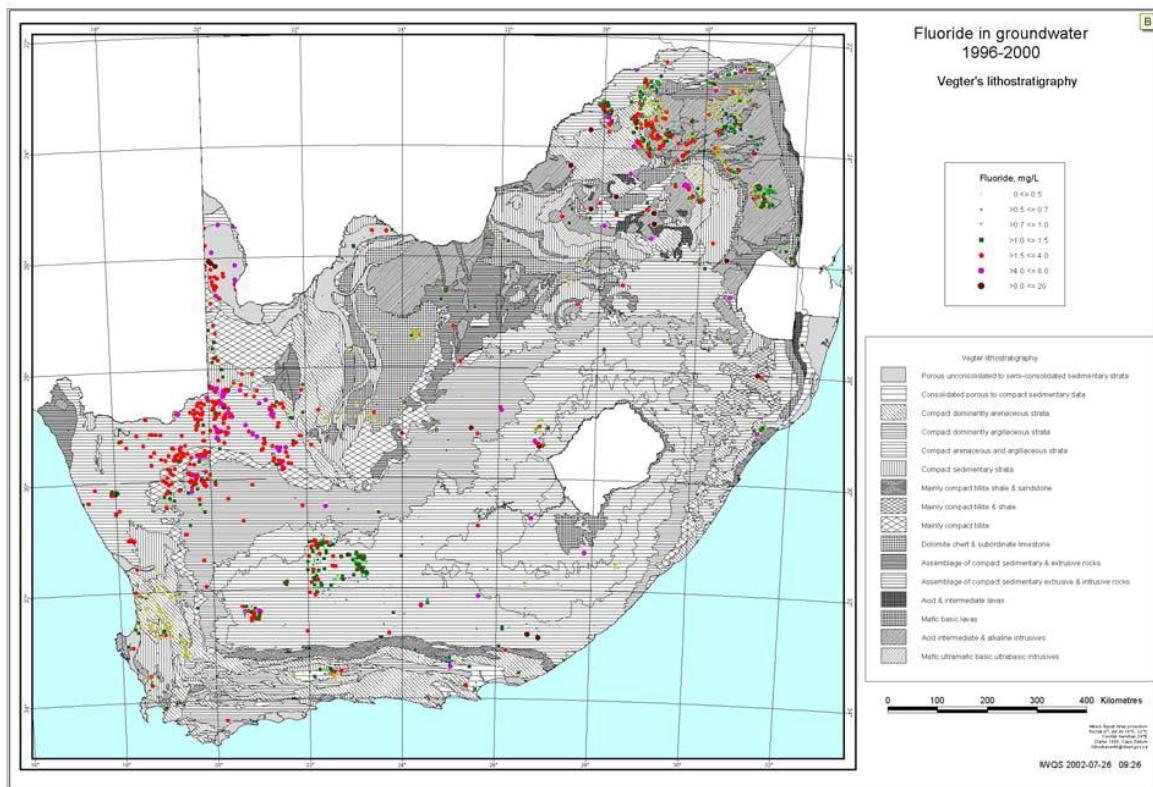 B
Fluoride in groundwater
1996-2000
Vegter's lithostratigraphy
Fluoride, mg/L
0 <= 0.5
>0.5 <= 0.7
>0.7 <= 1.0
>1.0 <= 1.5
>1.5 <= 4.0
>4.0 <= 8.0
>8.0 <= 20
Vegter lithostratigraphy
Porous unconsolidated to semi-consolidated sedimentary strata
Consolidated porous to compact sedimentary data
Compact dominantly arenaceous strata
Compact dominantly argillaceous strata
Compact arenaceous and argillaceous strata
Compact sedimentary strata
Mainly compact tillite shale & sandstone
Mainly compact tillite & shale
Mainly compact tillite
Dolomite chert & subordinate limestone
Assemblage of compact sedimentary & extrusive rocks
Assemblage of compact sedimentary extrusive & intrusive rocks
Acid & intermediate lavas
Mafic basic lavas
Acid intermediate & alkaline intrusives
Mafic ultramafic basic ultrabasic intrusives
0 100 200 300 400 Kilometres
IWQS 2002-07-26 09:26